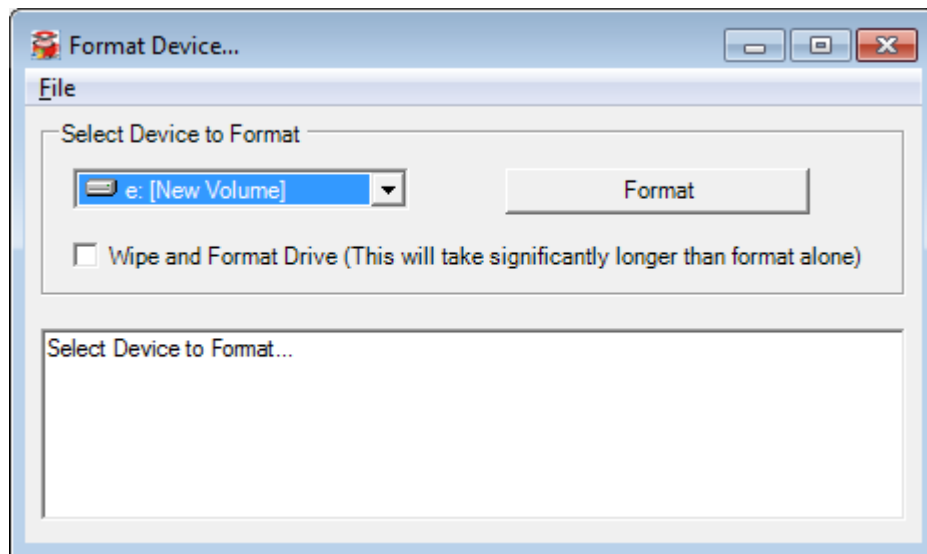 Format Device...
File
Select Device to Format
e: [New Volume]
Format
Wipe and Format Drive (This will take significantly longer than format alone)
Select Device to Format...